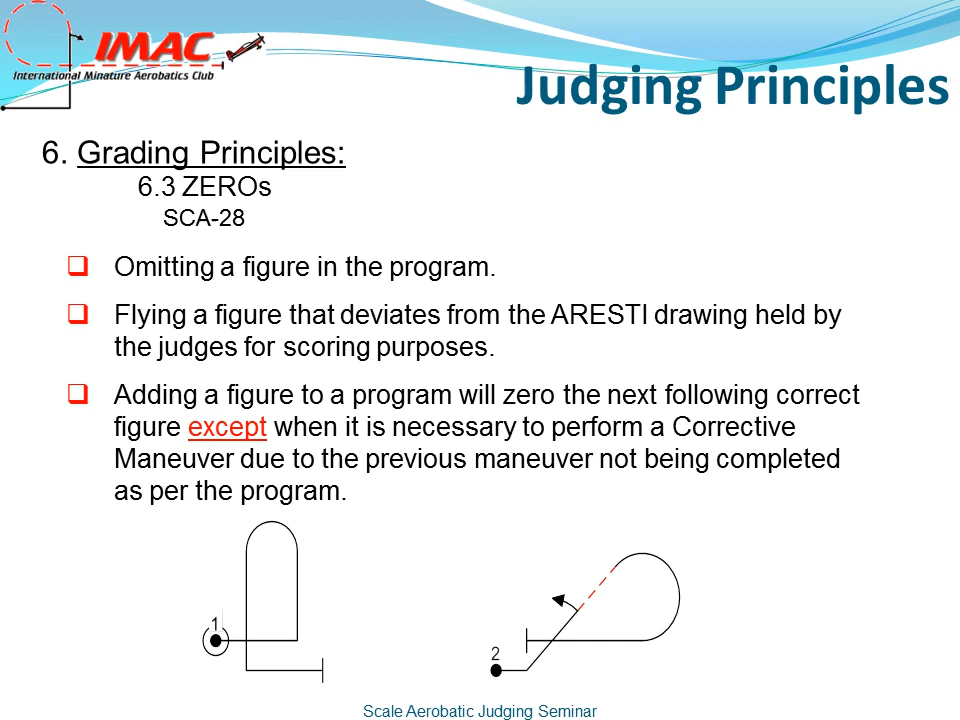 IMAC
International Minature Aerobatics Club
Judging Principles
6. Grading Principles:
6.3 ZEROs
SCA-28
Omitting a figure in the program.
Flying a figure that deviates from the ARESTI drawing held by
the judges for scoring purposes.
Adding a figure to a program will zero the next following correct
figure except when it is necessary to perform a Corrective
Maneuver due to the previous maneuver not being completed
as per the program.
1
2
Scale Aerobatic Judging Seminar